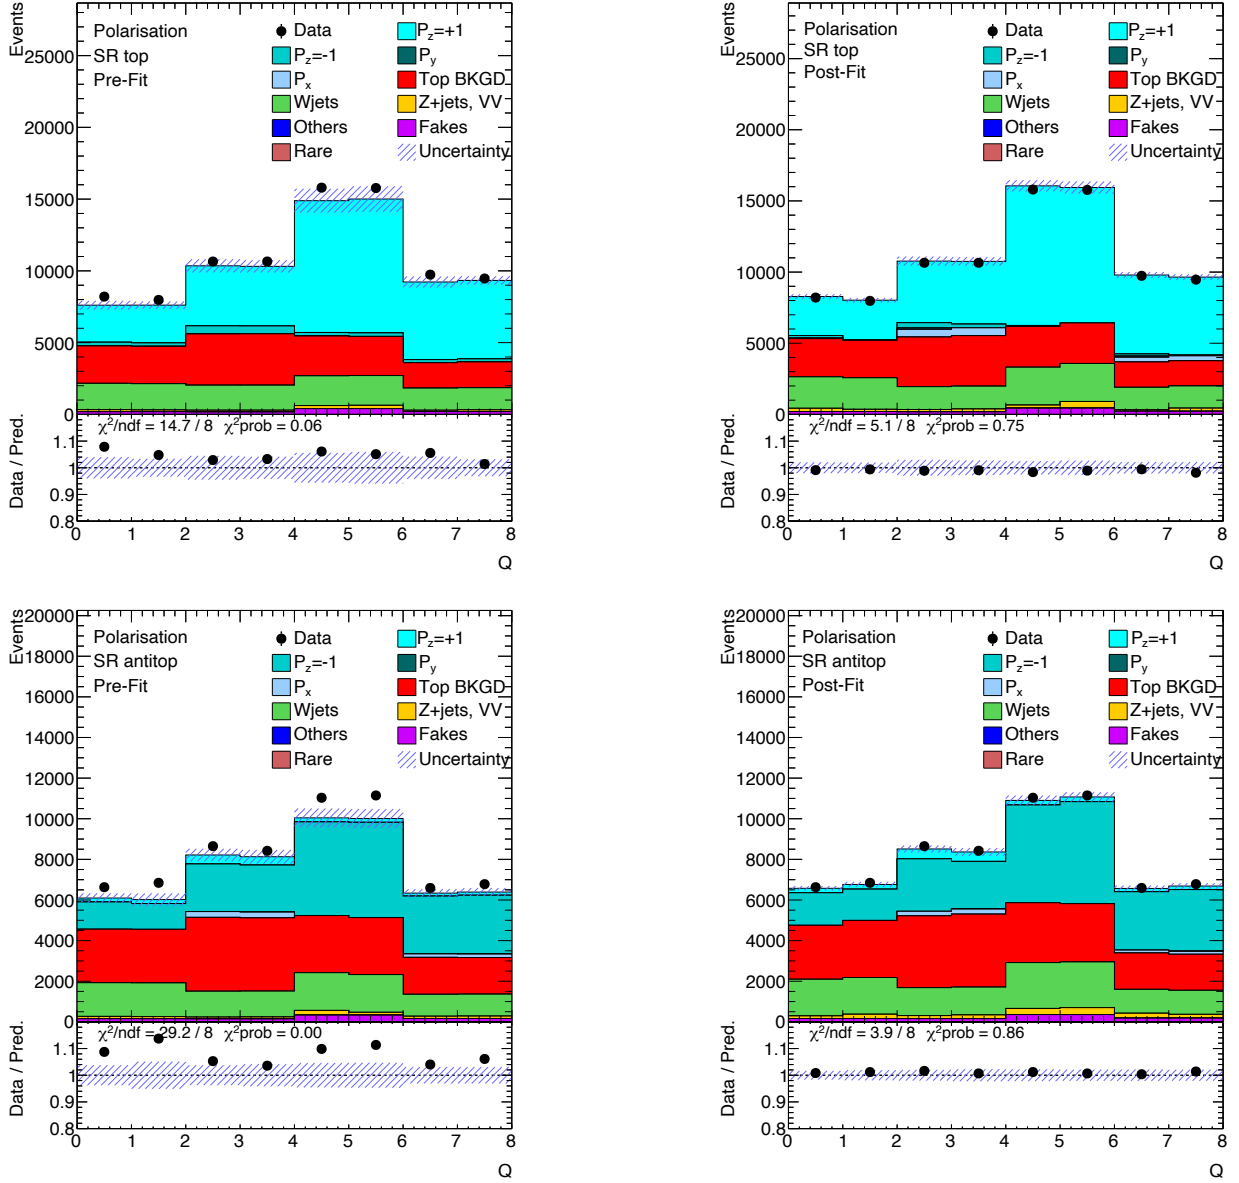 Events
25000
20000
15000
10000
5000
0
Polarisation
SR top
Pre-Fit
Data
P_z=+1
P_z=-1
P_y
P_x
Top BKGD
Wjets
Z+jets, VV
Others
Fakes
Rare
Uncertainty
Data / Pred.
1.1
1
0.9
0.8
χ²/ndf = 14.7 / 8 χ²prob = 0.06
0 1 2 3 4 5 6 7 8
Q
Events
25000
20000
15000
10000
5000
0
Polarisation
SR top
Post-Fit
Data
P_z=+1
P_z=-1
P_y
P_x
Top BKGD
Wjets
Z+jets, VV
Others
Fakes
Rare
Uncertainty
Data / Pred.
1.1
1
0.9
0.8
χ²/ndf = 5.1 / 8 χ²prob = 0.75
0 1 2 3 4 5 6 7 8
Q
Events
20000
18000
16000
14000
12000
10000
8000
6000
4000
2000
0
Polarisation
SR antitop
Pre-Fit
Data
P_z=+1
P_z=-1
P_y
P_x
Top BKGD
Wjets
Z+jets, VV
Others
Fakes
Rare
Uncertainty
Data / Pred.
1.1
1
0.9
0.8
χ²/ndf = 29.2 / 8 χ²prob = 0.00
0 1 2 3 4 5 6 7 8
Q
Events
20000
18000
16000
14000
12000
10000
8000
6000
4000
2000
0
Polarisation
SR antitop
Post-Fit
Data
P_z=+1
P_z=-1
P_y
P_x
Top BKGD
Wjets
Z+jets, VV
Others
Fakes
Rare
Uncertainty
Data / Pred.
1.1
1
0.9
0.8
χ²/ndf = 3.9 / 8 χ²prob = 0.86
0 1 2 3 4 5 6 7 8
Q